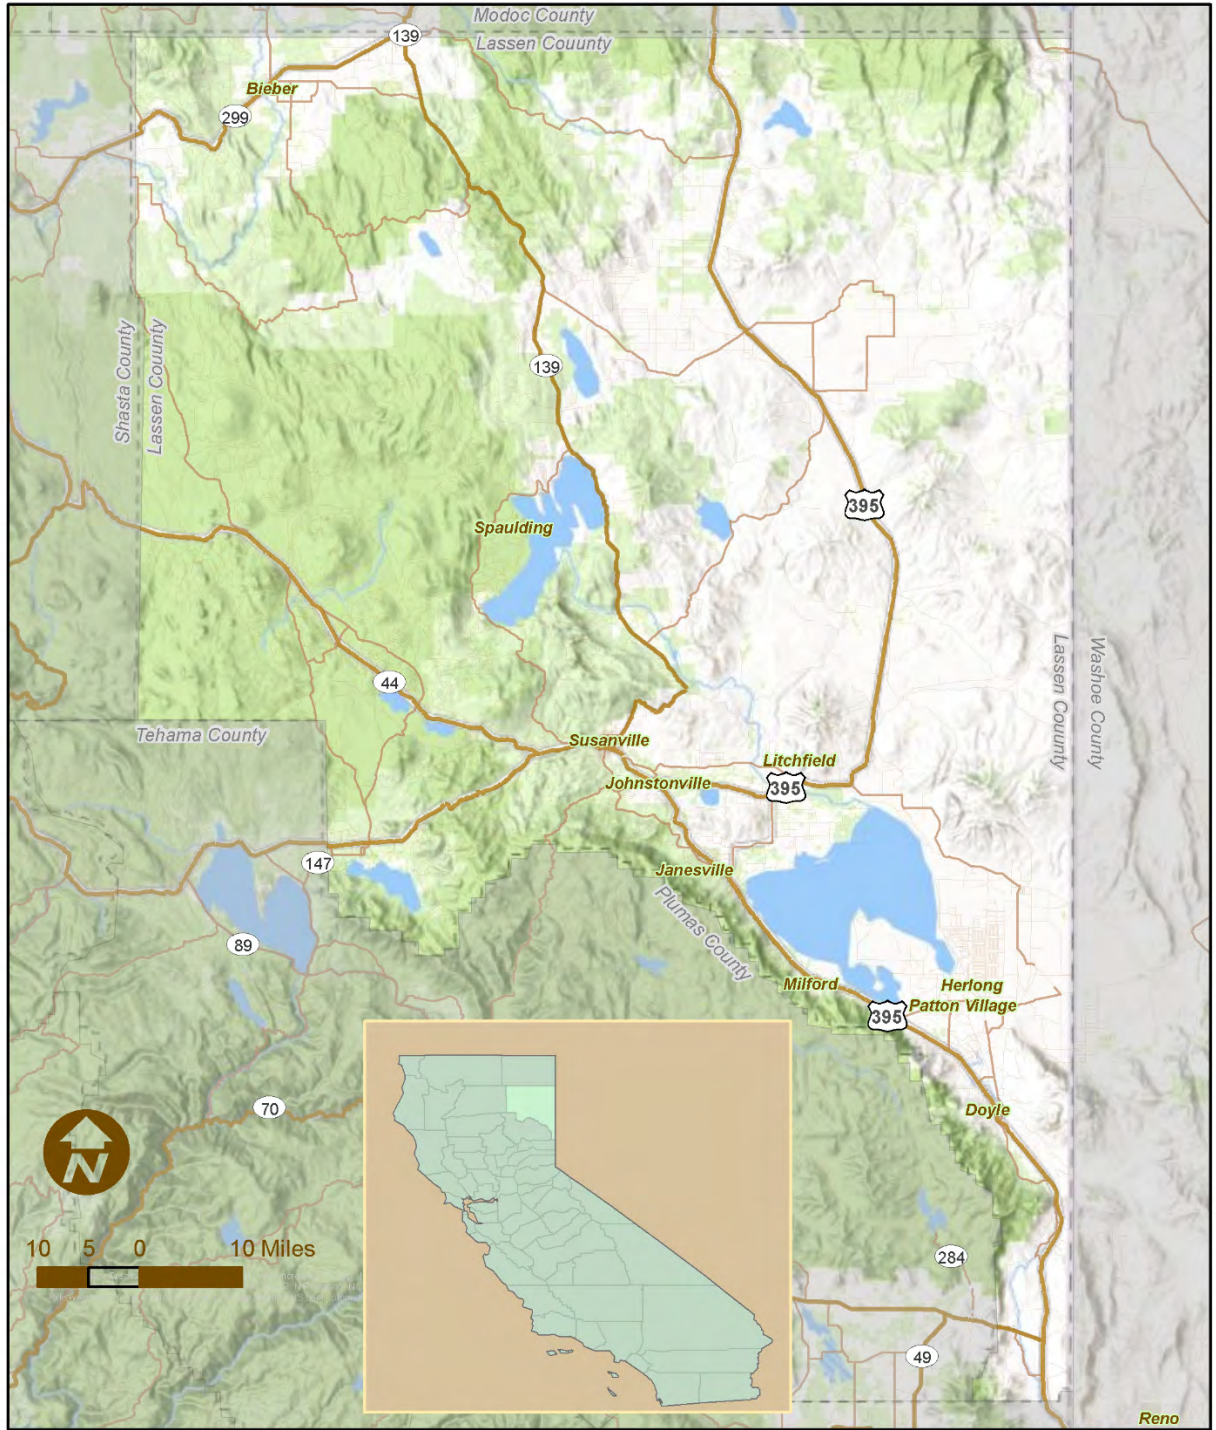 Modoc County
139
Lassen Couunty
Bieber
299
Shasta County
Lassen Couunty
139
395
Spaulding
Lassen Couunty
Washoe County
44
Tehama County
Susanville
Litchfield
Johnstonville
395
147
Janesville
Plumas County
89
Milford
Herlong
Patton Village
395
70
Doyle
N
10 5 0 10 Miles
284
49
Reno